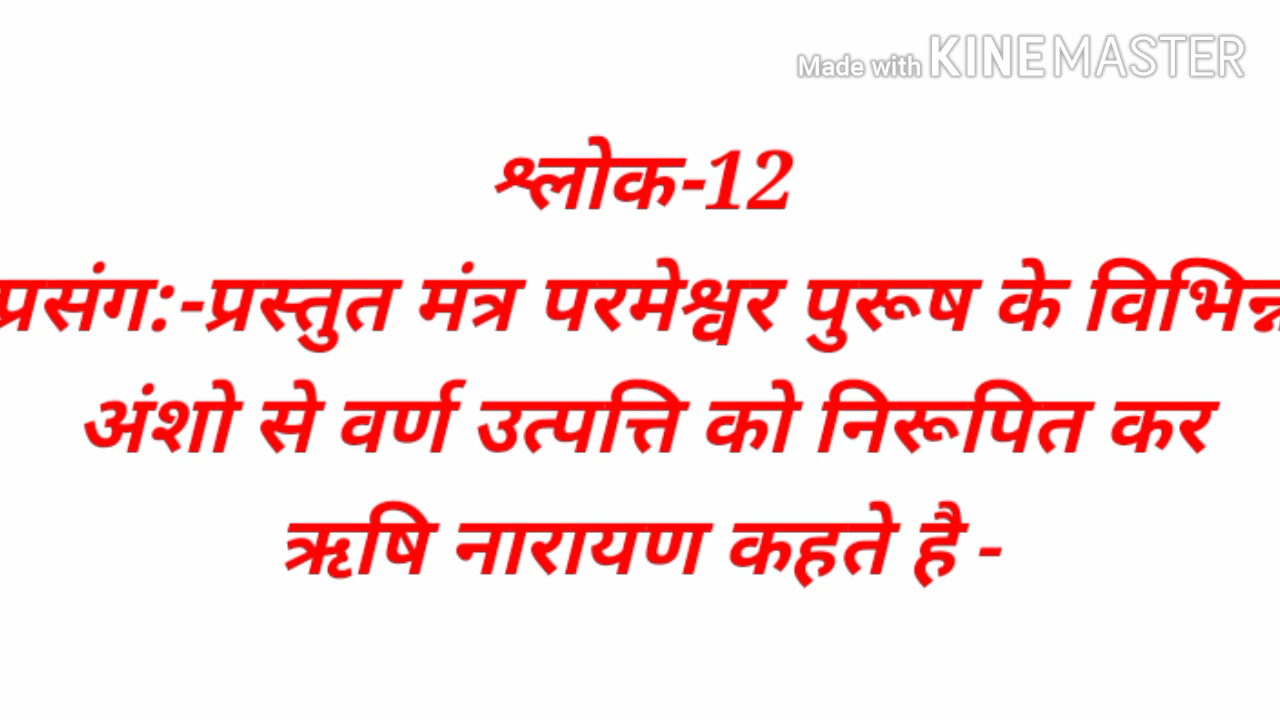 Made with KINEMASTER
श्लोक-12
प्रसंग:-प्रस्तुत मंत्र परमेश्वर पुरूष के विभिन्न
अंशो से वर्ण उत्पत्ति को निरूपित कर
ऋषि नारायण कहते है -